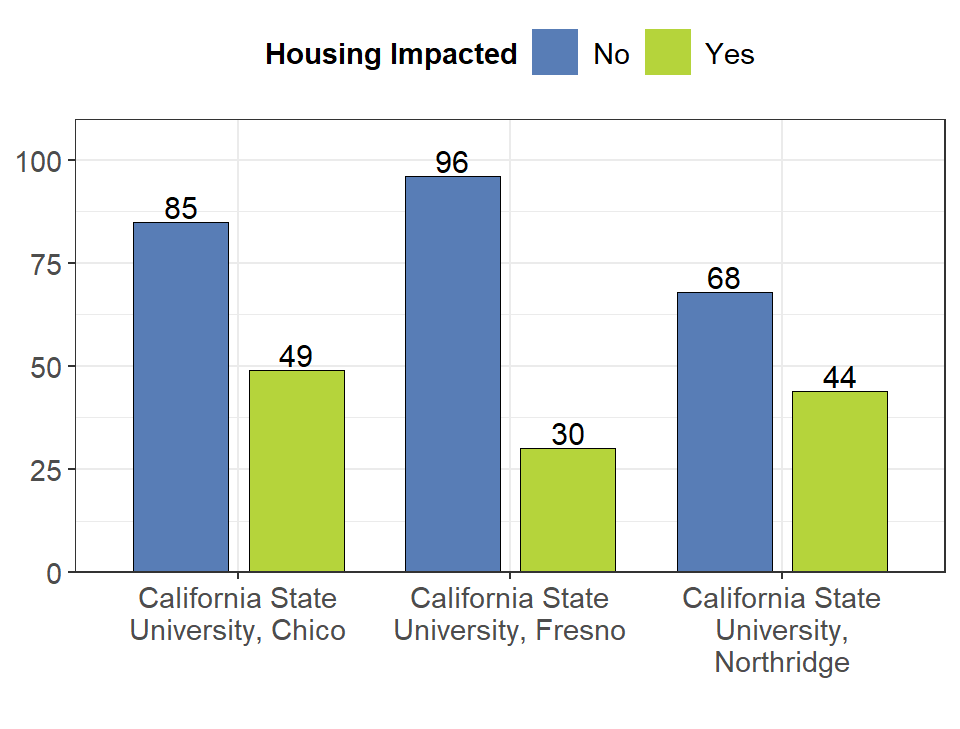 Housing Impacted No Yes
100
75
50
25
0
85
49
96
30
68
44
California State
University, Chico
California State
University, Fresno
California State
University,
Northridge